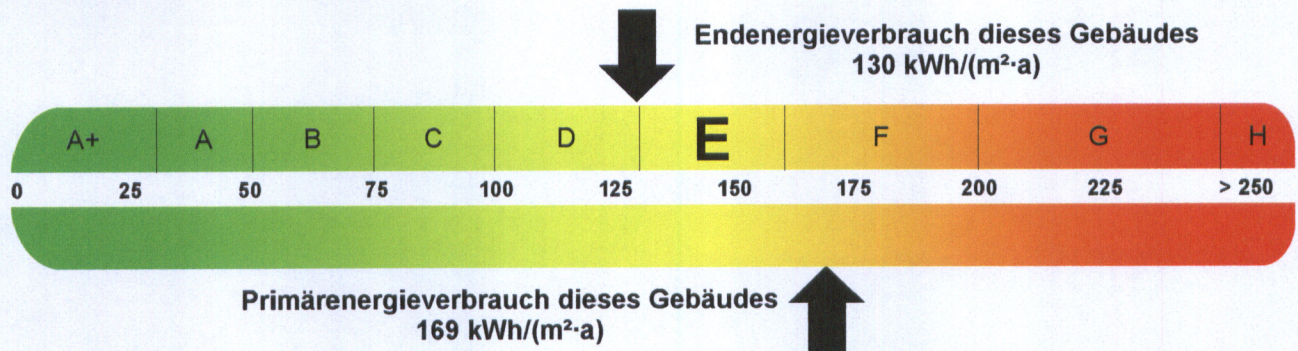 Endenergieverbrauch dieses Gebäudes
130 kWh/(m²·a)
A+ A B C D E F G H
0 25 50 75 100 125 150 175 200 225 > 250
Primärenergieverbrauch dieses Gebäudes
169 kWh/(m²·a)